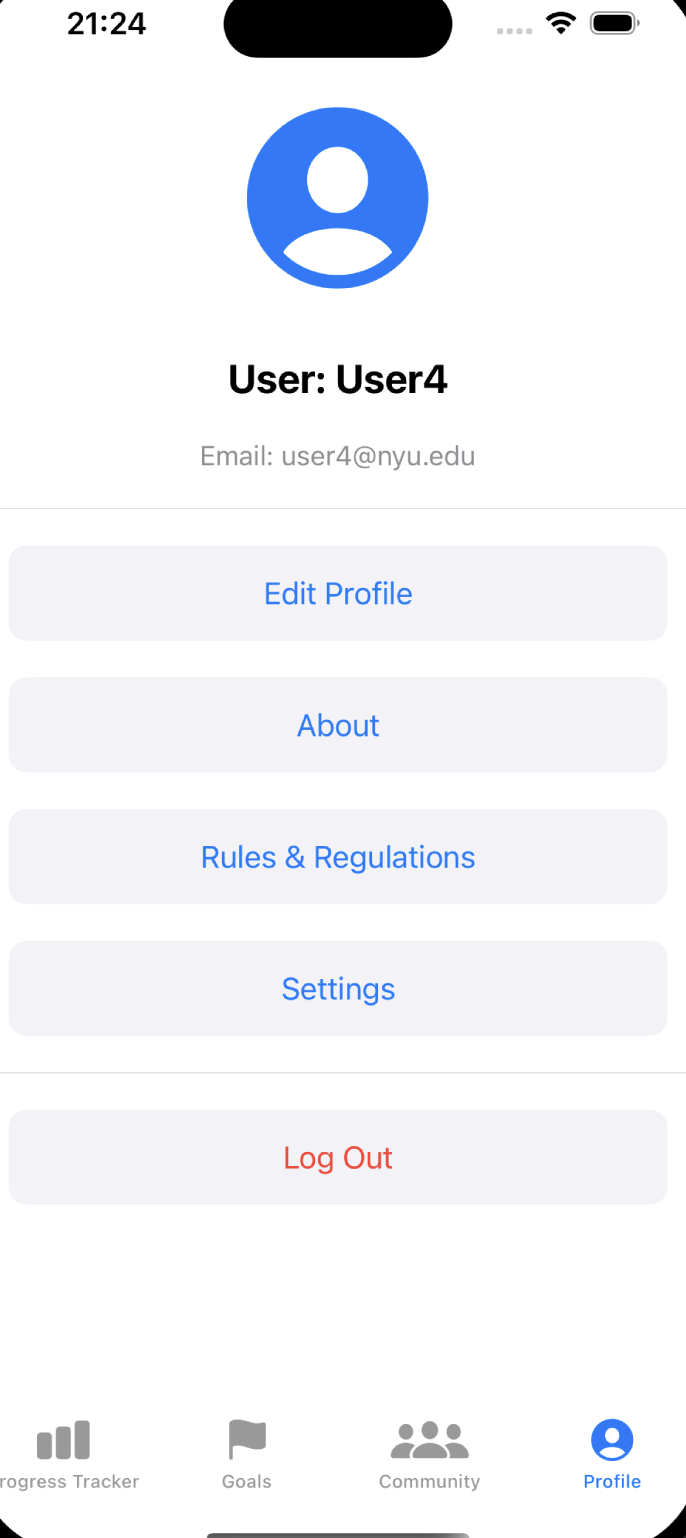 21:24
User: User4
Email: user4@nyu.edu
Edit Profile
About
Rules & Regulations
Settings
Log Out
rogress Tracker
Goals
Community
Profile